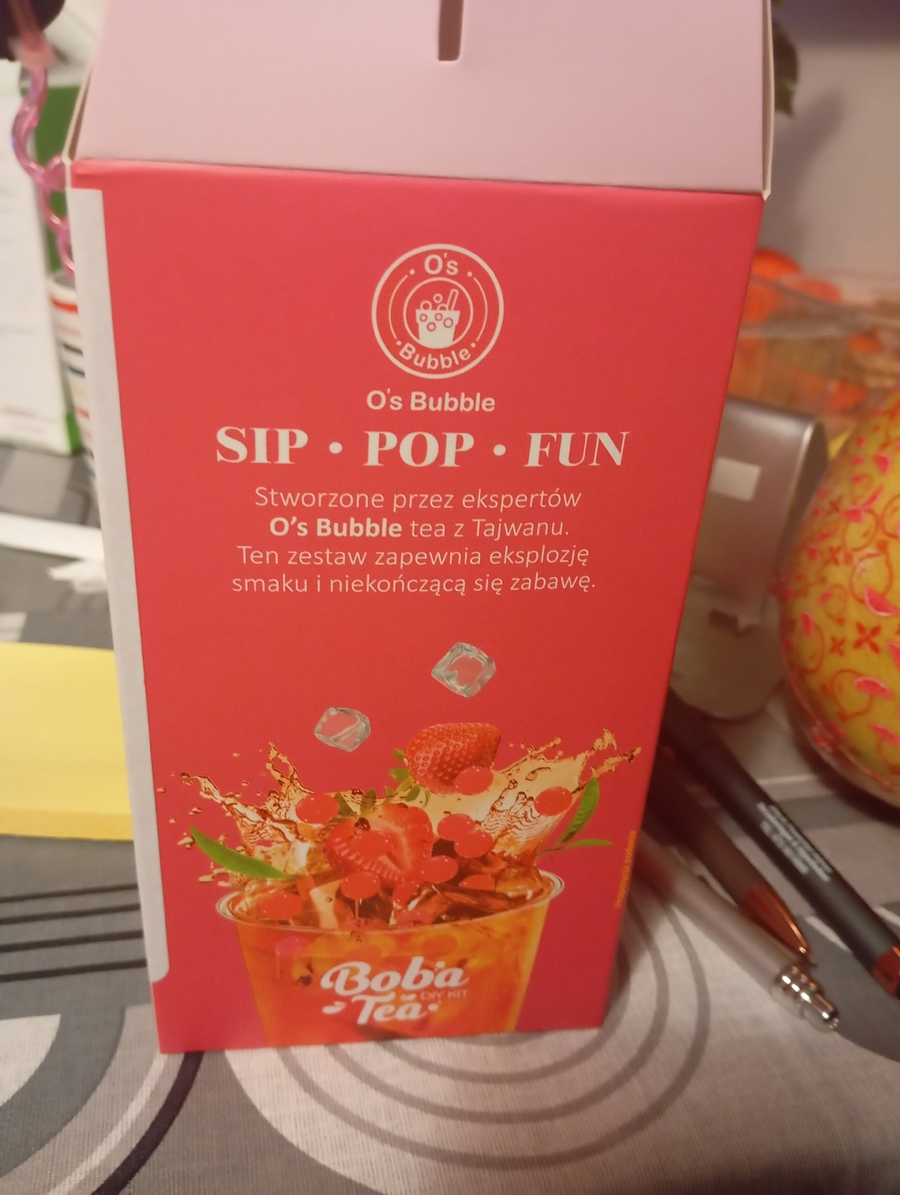 O's
Bubble
O's Bubble
SIP • POP • FUN
Stworzone przez ekspertów
O's Bubble tea z Tajwanu.
Ten zestaw zapewnia eksplozję
smaku i niekończącą się zabawę.
Boba
DIY KIT
Tea